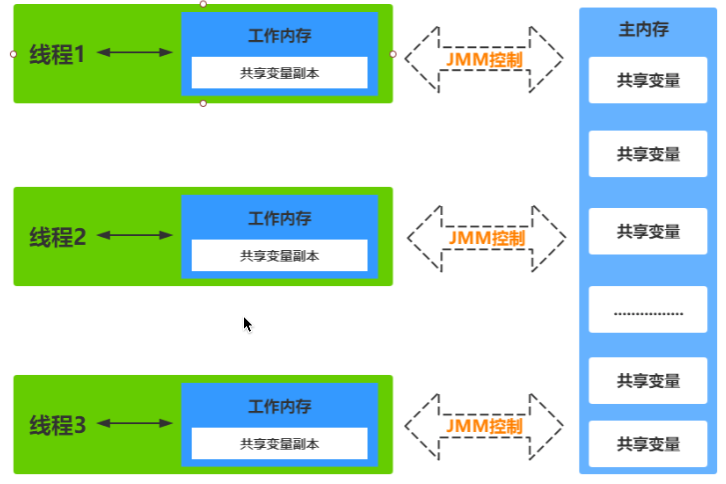 线程1
工作内存
共享变量副本
JMM控制
线程2
工作内存
共享变量副本
JMM控制
线程3
工作内存
共享变量副本
JMM控制
主内存
共享变量
共享变量
共享变量
................
共享变量
共享变量